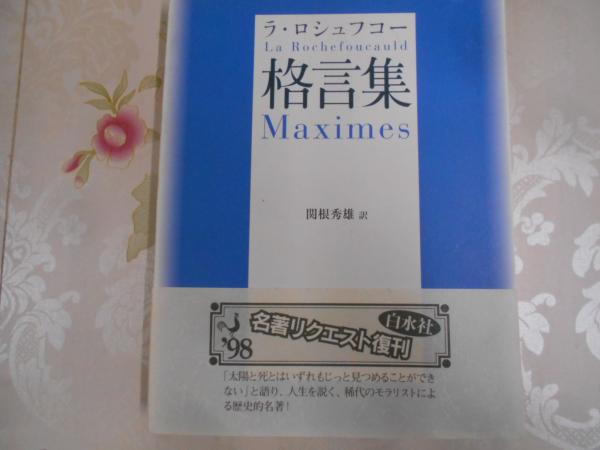 ラ・ロシュフコー
La Rochefoucauld
格言集
Maximes
関根秀雄 訳
'98
名著リクエスト復刊
白水社
「太陽と死とはいずれもじっと見つめることができ
ない」と語り、人生を説く、稀代のモラリストによ
る歴史的名著！